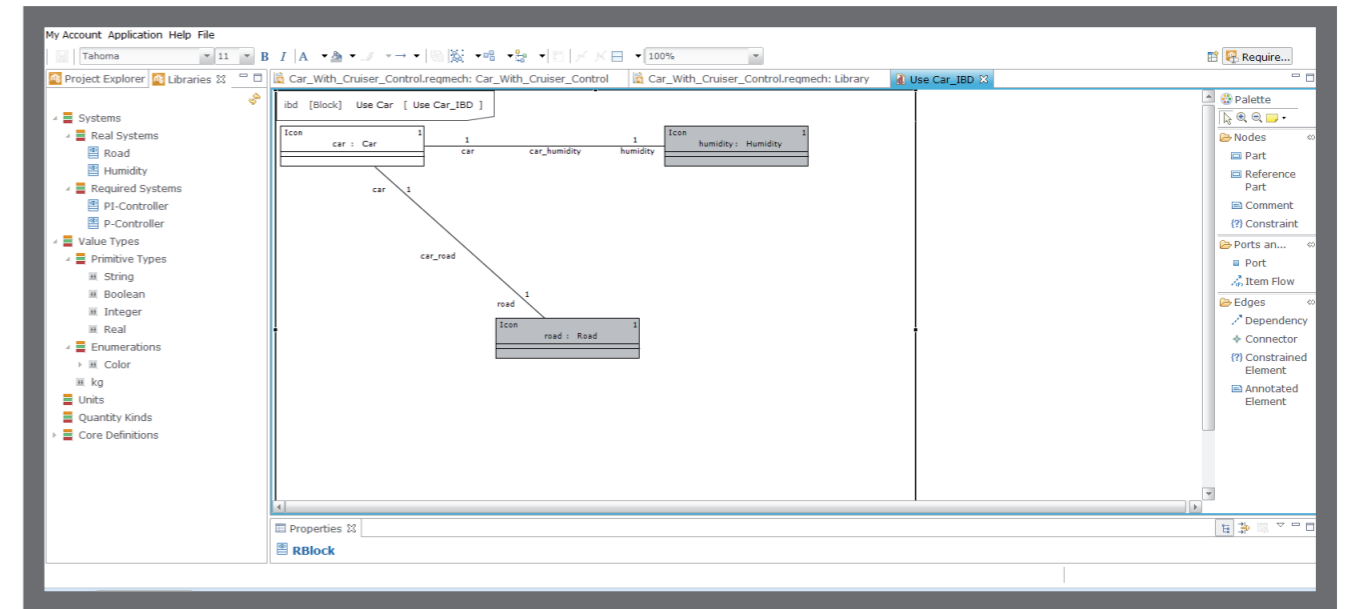 My Account Application Help File
Tahoma 11 B I A 100% Require...
Project Explorer Libraries
Car_With_Cruiser_Control.reqmech: Car_With_Cruiser_Control Car_With_Cruiser_Control.reqmech: Library Use Car_IBD
Systems
Real Systems
Road
Humidity
Required Systems
PI-Controller
P-Controller
Value Types
Primitive Types
String
Boolean
Integer
Real
Enumerations
Color
kg
Units
Quantity Kinds
Core Definitions
ibd [Block] Use Car [ Use Car_IBD ]
Icon 1
car : Car
1 1
car car_humidity humidity
Icon 1
humidity : Humidity
car 1
car_road
1
road
Icon 1
road : Road
Palette
Nodes
Part
Reference
Part
Comment
{?} Constraint
Ports an...
Port
Item Flow
Edges
Dependency
Connector
{?} Constrained
Element
Annotated
Element
Properties
RBlock